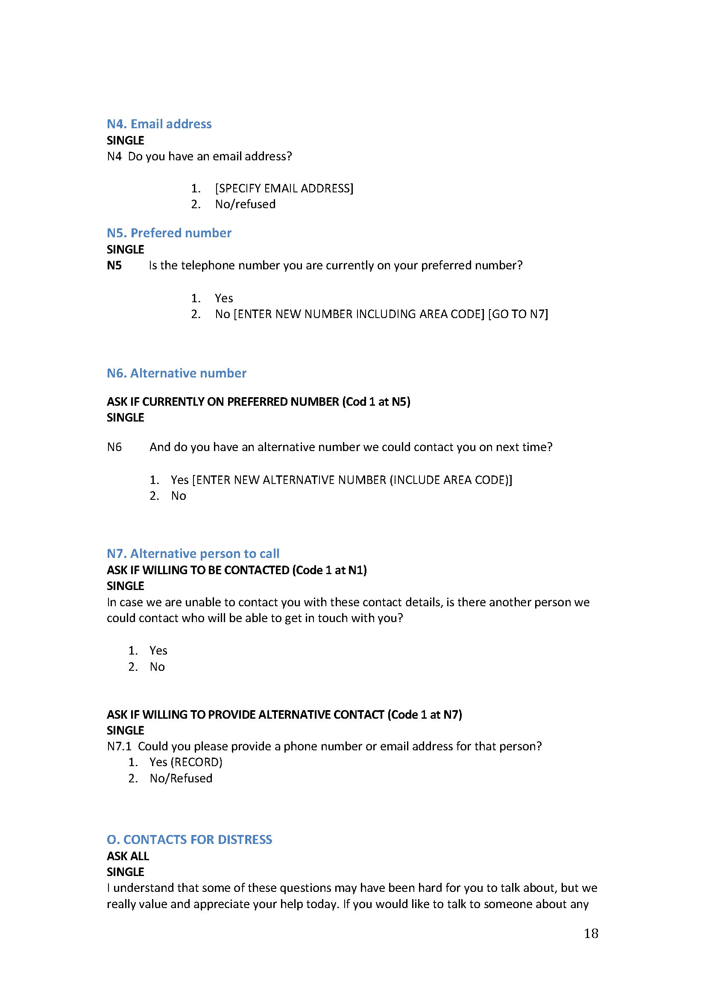 N4. Email address
SINGLE
N4 Do you have an email address?
1. [SPECIFY EMAIL ADDRESS]
2. No/refused
N5. Prefered number
SINGLE
N5 Is the telephone number you are currently on your preferred number?
1. Yes
2. No [ENTER NEW NUMBER INCLUDING AREA CODE] [GO TO N7]
N6. Alternative number
ASK IF CURRENTLY ON PREFERRED NUMBER (Cod 1 at N5)
SINGLE
N6 And do you have an alternative number we could contact you on next time?
1. Yes [ENTER NEW ALTERNATIVE NUMBER (INCLUDE AREA CODE)]
2. No
N7. Alternative person to call
ASK IF WILLING TO BE CONTACTED (Code 1 at N1)
SINGLE
In case we are unable to contact you with these contact details, is there another person we
could contact who will be able to get in touch with you?
1. Yes
2. No
ASK IF WILLING TO PROVIDE ALTERNATIVE CONTACT (Code 1 at N7)
SINGLE
N7.1 Could you please provide a phone number or email address for that person?
1. Yes (RECORD)
2. No/Refused
O. CONTACTS FOR DISTRESS
ASK ALL
SINGLE
I understand that some of these questions may have been hard for you to talk about, but we
really value and appreciate your help today. If you would like to talk to someone about any
18